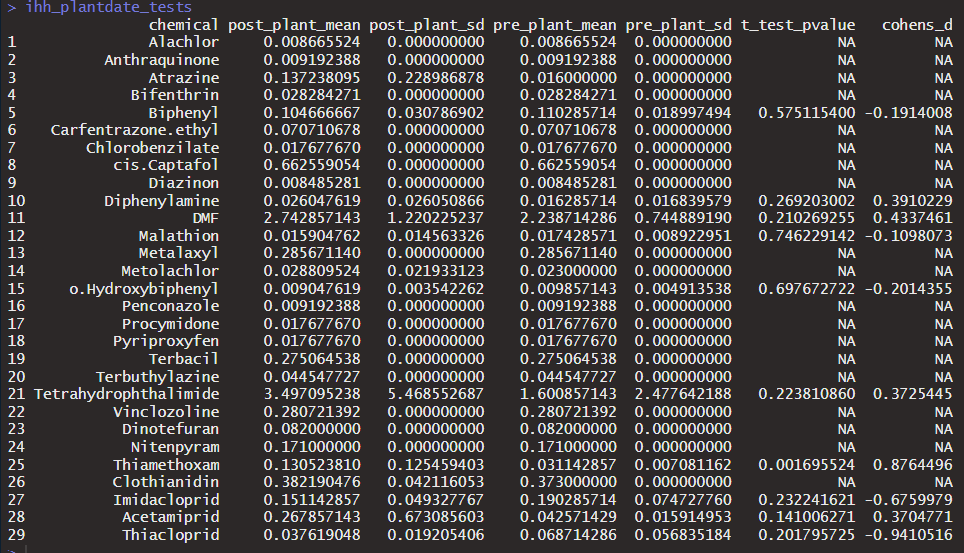 > ihh_plantdate_tests
chemical post_plant_mean post_plant_sd pre_plant_mean pre_plant_sd t_test_pvalue cohens_d
1 Alachlor 0.008665524 0.000000000 0.008665524 0.000000000 NA NA
2 Anthraquinone 0.009192388 0.000000000 0.009192388 0.000000000 NA NA
3 Atrazine 0.137238095 0.228986878 0.016000000 0.000000000 NA NA
4 Bifenthrin 0.028284271 0.000000000 0.028284271 0.000000000 NA NA
5 Biphenyl 0.104666667 0.030786902 0.110285714 0.018997494 0.575115400 -0.1914008
6 Carfentrazone.ethyl 0.070710678 0.000000000 0.070710678 0.000000000 NA NA
7 Chlorobenzilate 0.017677670 0.000000000 0.017677670 0.000000000 NA NA
8 cis.Captafol 0.662559054 0.000000000 0.662559054 0.000000000 NA NA
9 Diazinon 0.008485281 0.000000000 0.008485281 0.000000000 NA NA
10 Diphenylamine 0.026047619 0.026050866 0.016285714 0.016839579 0.269203002 0.3910229
11 DMF 2.742857143 1.220225237 2.238714286 0.744889190 0.210269255 0.4337461
12 Malathion 0.015904762 0.014563326 0.017428571 0.008922951 0.746229142 -0.1098073
13 Metalaxyl 0.285671140 0.000000000 0.285671140 0.000000000 NA NA
14 Metolachlor 0.028809524 0.021933123 0.023000000 0.000000000 NA NA
15 o.Hydroxybiphenyl 0.009047619 0.003542262 0.009857143 0.004913538 0.697672722 -0.2014355
16 Penconazole 0.009192388 0.000000000 0.009192388 0.000000000 NA NA
17 Procymidone 0.017677670 0.000000000 0.017677670 0.000000000 NA NA
18 Pyriproxyfen 0.017677670 0.000000000 0.017677670 0.000000000 NA NA
19 Terbacil 0.275064538 0.000000000 0.275064538 0.000000000 NA NA
20 Terbuthylazine 0.044547727 0.000000000 0.044547727 0.000000000 NA NA
21 Tetrahydrophthalimide 3.497095238 5.468552687 1.600857143 2.477642188 0.223810860 0.3725445
22 Vinclozoline 0.280721392 0.000000000 0.280721392 0.000000000 NA NA
23 Dinotefuran 0.082000000 0.000000000 0.082000000 0.000000000 NA NA
24 Nitenpyram 0.171000000 0.000000000 0.171000000 0.000000000 NA NA
25 Thiamethoxam 0.130523810 0.125459403 0.031142857 0.007081162 0.001695524 0.8764496
26 Clothianidin 0.382190476 0.042116053 0.373000000 0.000000000 NA NA
27 Imidacloprid 0.151142857 0.049327767 0.190285714 0.074727760 0.232241621 -0.6759979
28 Acetamiprid 0.267857143 0.673085603 0.042571429 0.015914953 0.141006271 0.3704771
29 Thiacloprid 0.037619048 0.019205406 0.068714286 0.056835184 0.201795725 -0.9410516
>